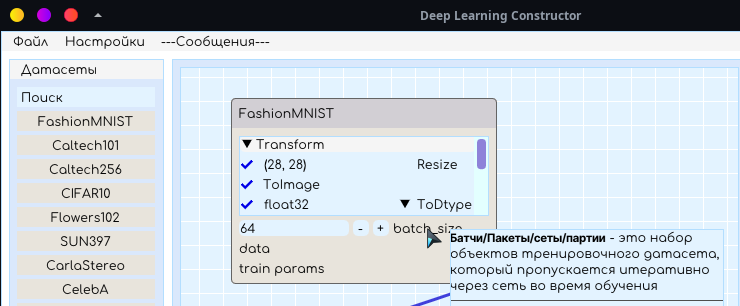 Deep Learning Constructor
Файл Настройки ---Сообщения---
Датасеты
Поиск
FashionMNIST
Caltech101
Caltech256
CIFAR10
Flowers102
SUN397
CarlaStereo
CelebA
FashionMNIST
Transform
(28, 28) Resize
ToImage
float32 ToDtype
64 - + batch_size
data
train params
Батчи/Пакеты/сеты/партии - это набор
объектов тренировочного датасета,
который пропускается итеративно
через сеть во время обучения